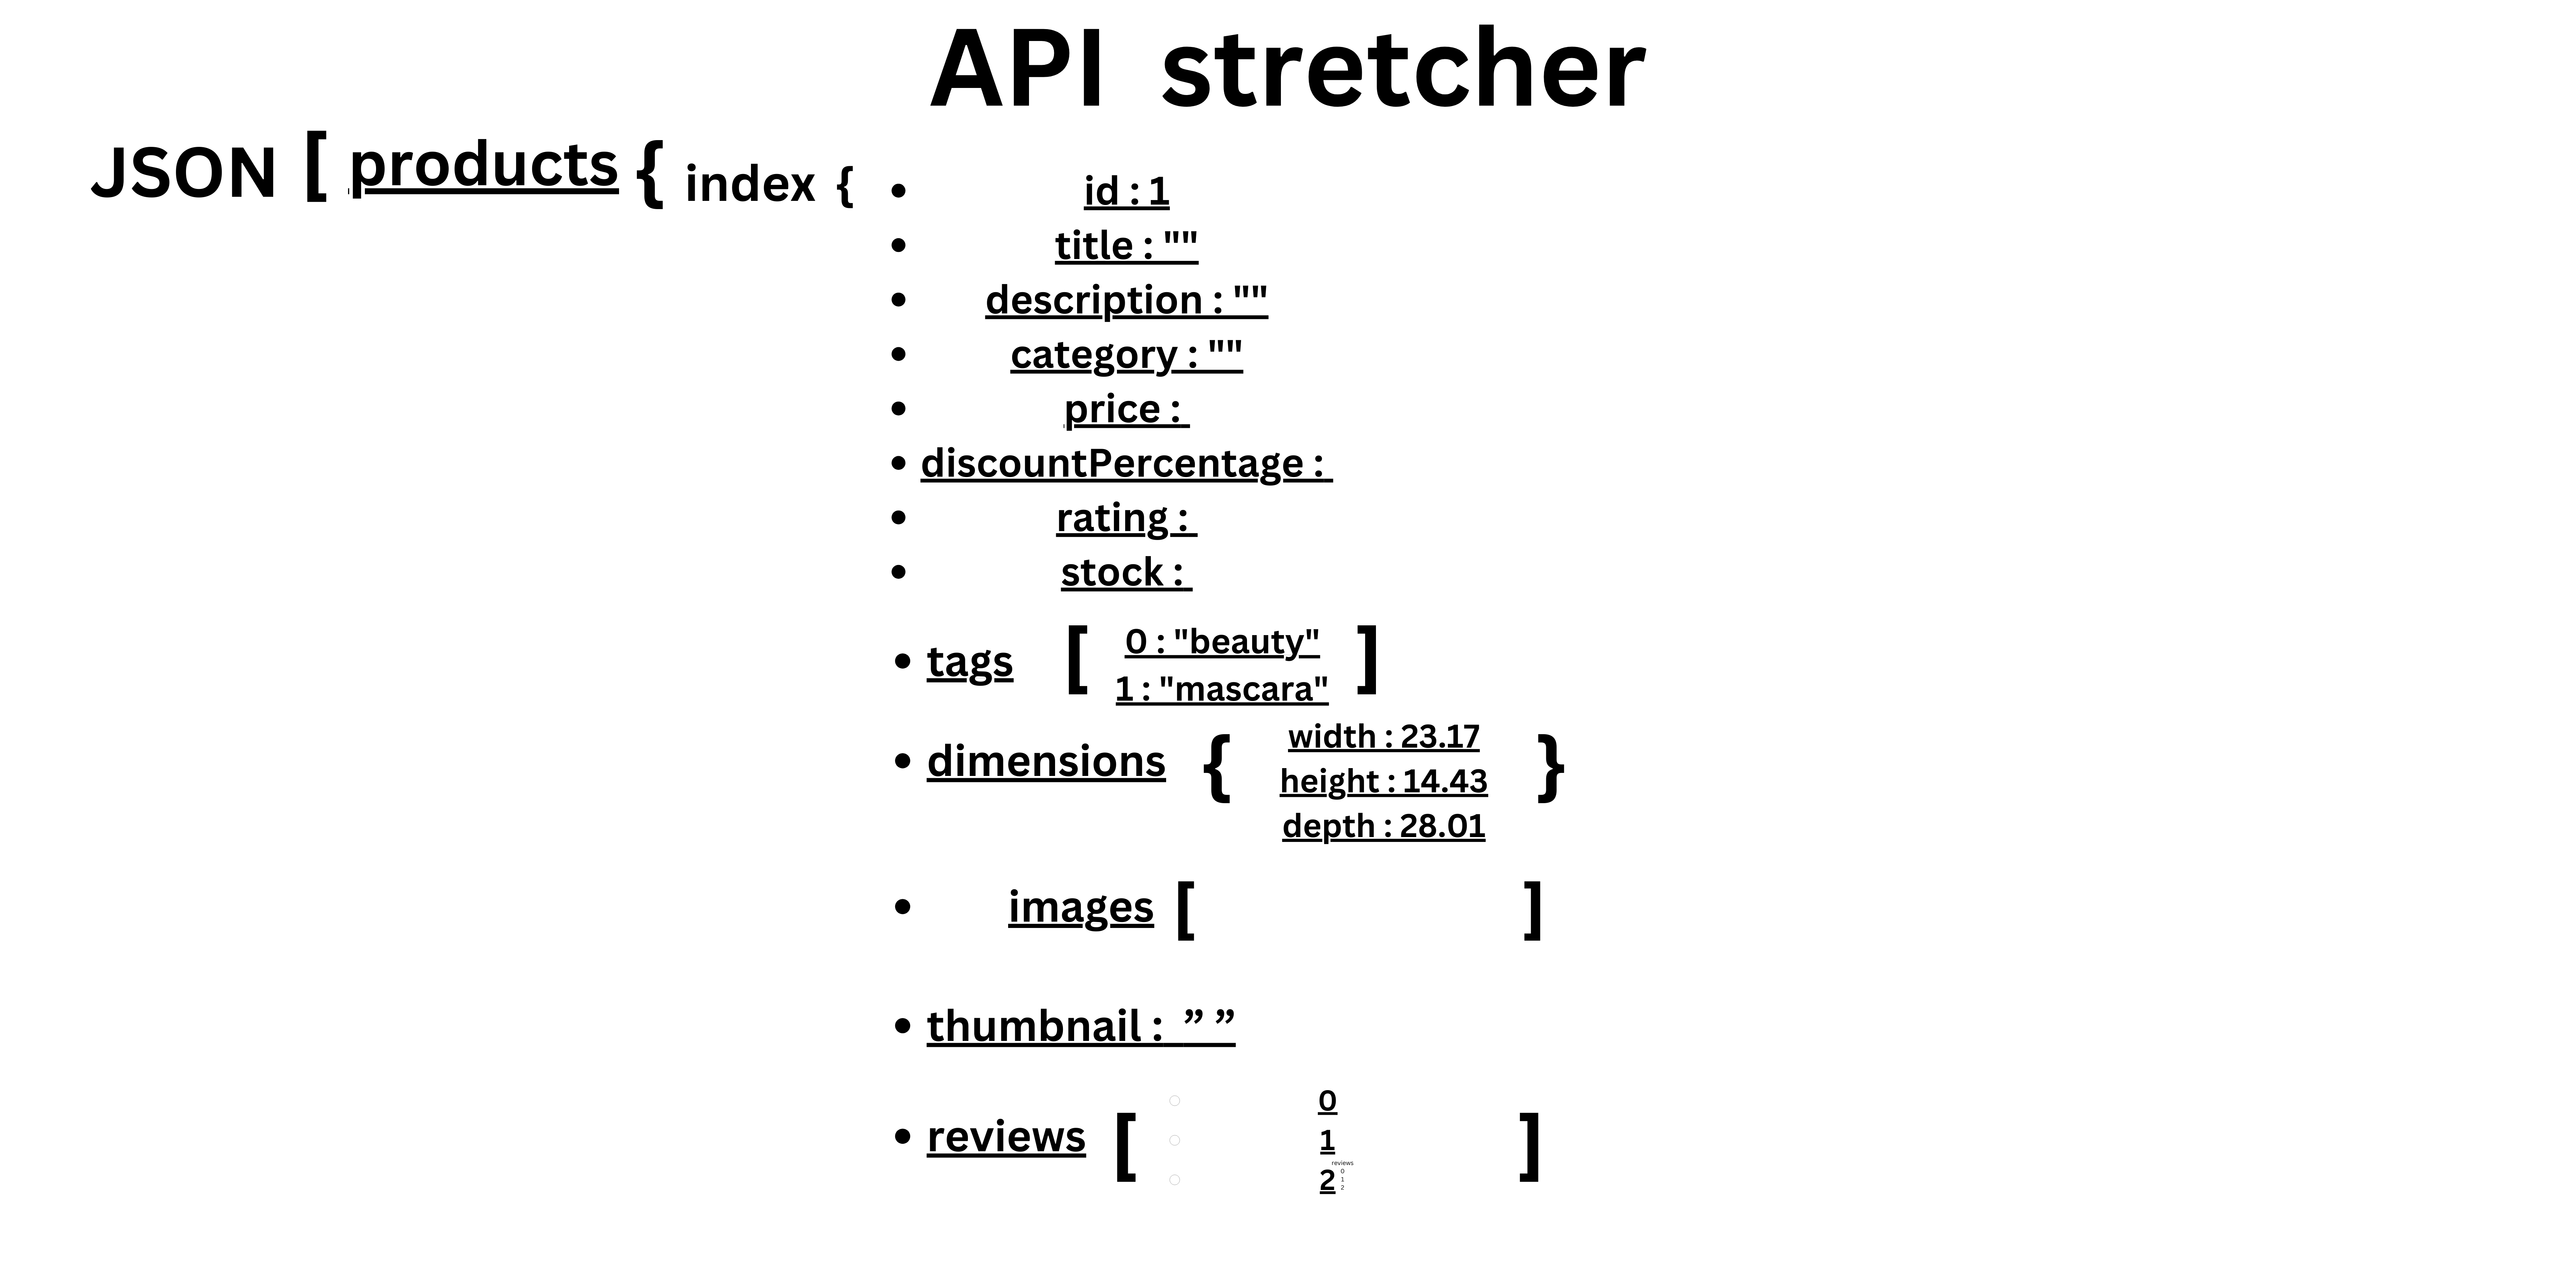 API stretcher
JSON [ products { index {
• id : 1
• title : ""
• description : ""
• category : ""
• price :
• discountPercentage :
• rating :
• stock :
• tags [ 0 : "beauty" ]
1 : "mascara"
• dimensions { width : 23.17 }
height : 14.43
depth : 28.01
• images [ ]
• thumbnail : ” ”
• reviews [ ]
0
1
2
reviews
0
1
2